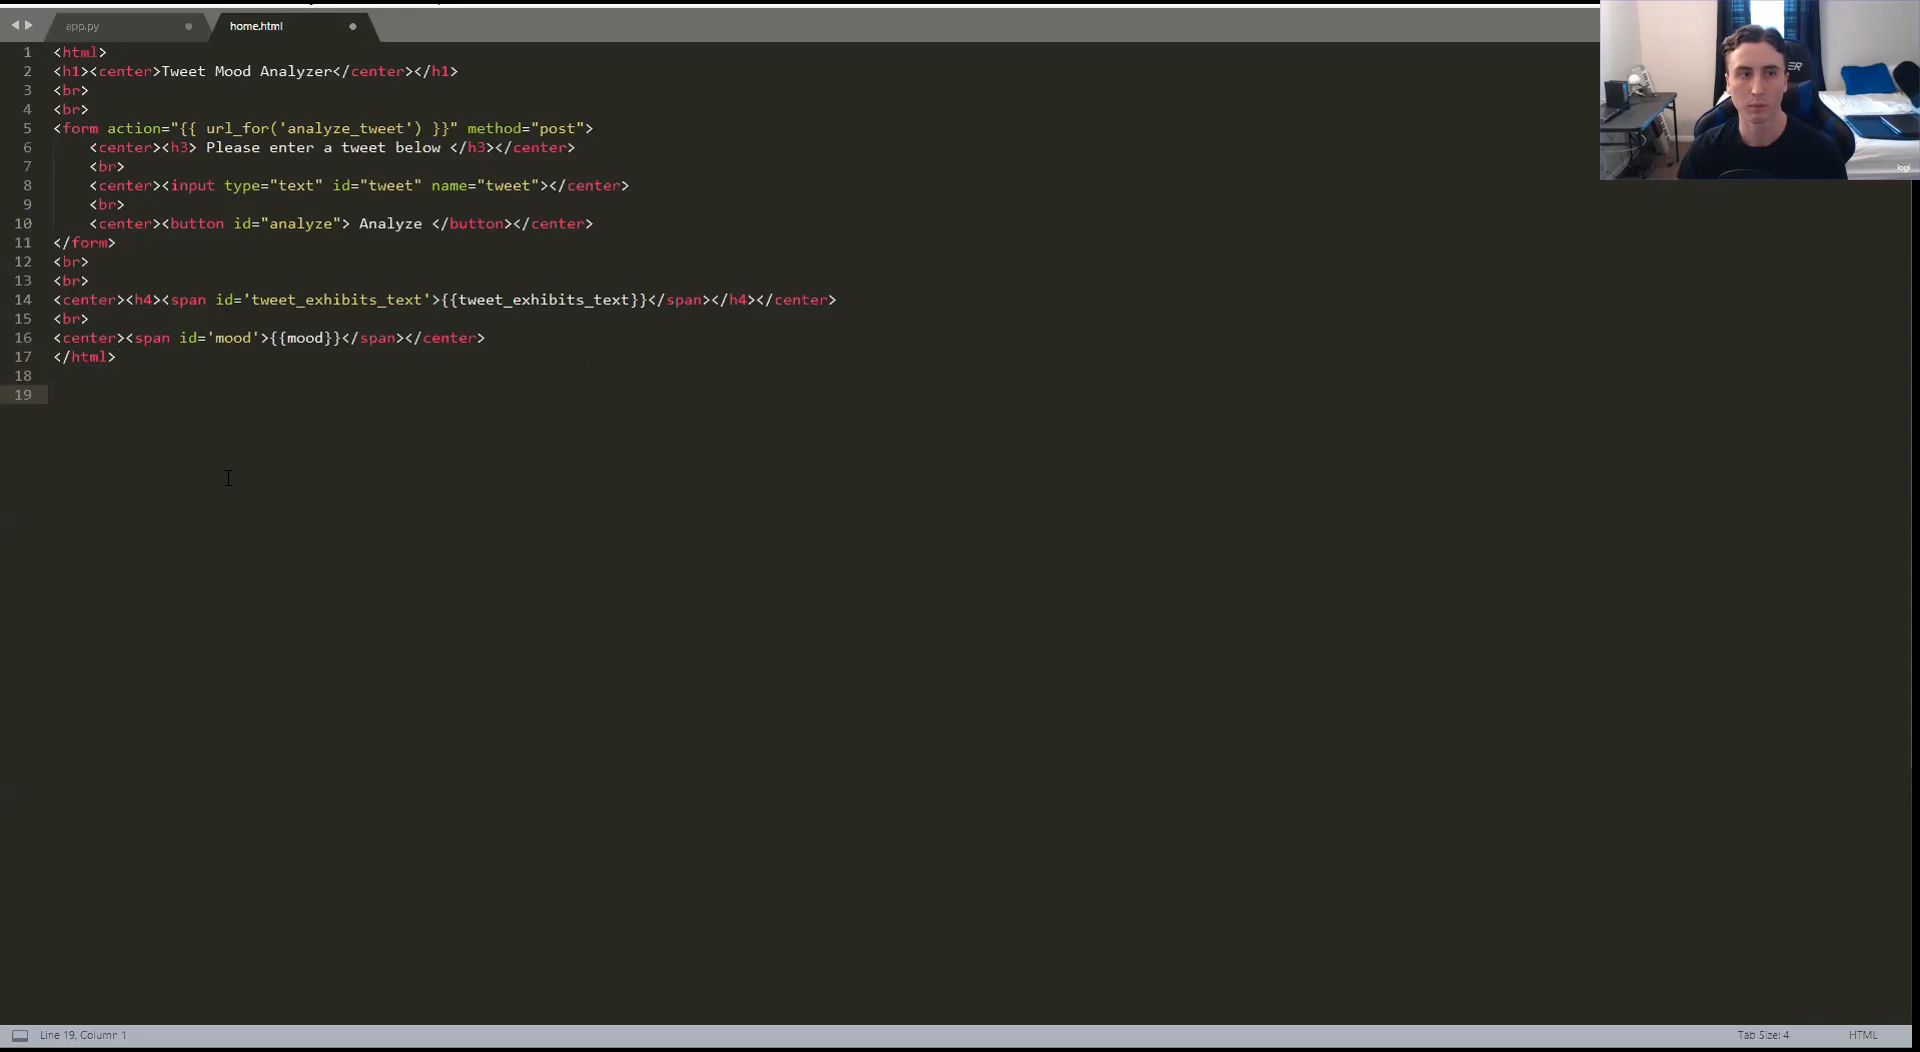 app.py home.html
1 <html>
2 <h1><center>Tweet Mood Analyzer</center></h1>
3 <br>
4 <br>
5 <form action="{{ url_for('analyze_tweet') }}" method="post">
6     <center><h3> Please enter a tweet below </h3></center>
7     <br>
8     <center><input type="text" id="tweet" name="tweet"></center>
9     <br>
10     <center><button id="analyze"> Analyze </button></center>
11 </form>
12 <br>
13 <br>
14 <center><h4><span id='tweet_exhibits_text'>{{tweet_exhibits_text}}</span></h4></center>
15 <br>
16 <center><span id='mood'>{{mood}}</span></center>
17 </html>
18
19
ER
logi
Line 19, Column 1 Tab Size: 4 HTML